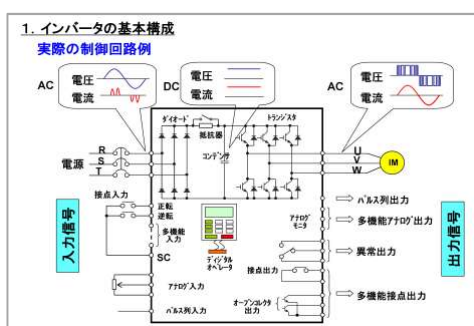 １．インバータの基本構成
実際の制御回路例
AC
電圧
電流
DC
電圧
電流
AC
電圧
電流
ダイオード
抵抗器
トランジスタ
コンデンサ
電源
R
S
T
U
V
W
IM
接点入力
正転
逆転
多機能
入力
SC
入力信号
アナログ入力
パルス列入力
ディジタル
オペレータ
アナログ
モニタ
接点出力
オープンコレクタ
出力
パルス列出力
多機能アナログ出力
異常出力
多機能接点出力
出力信号